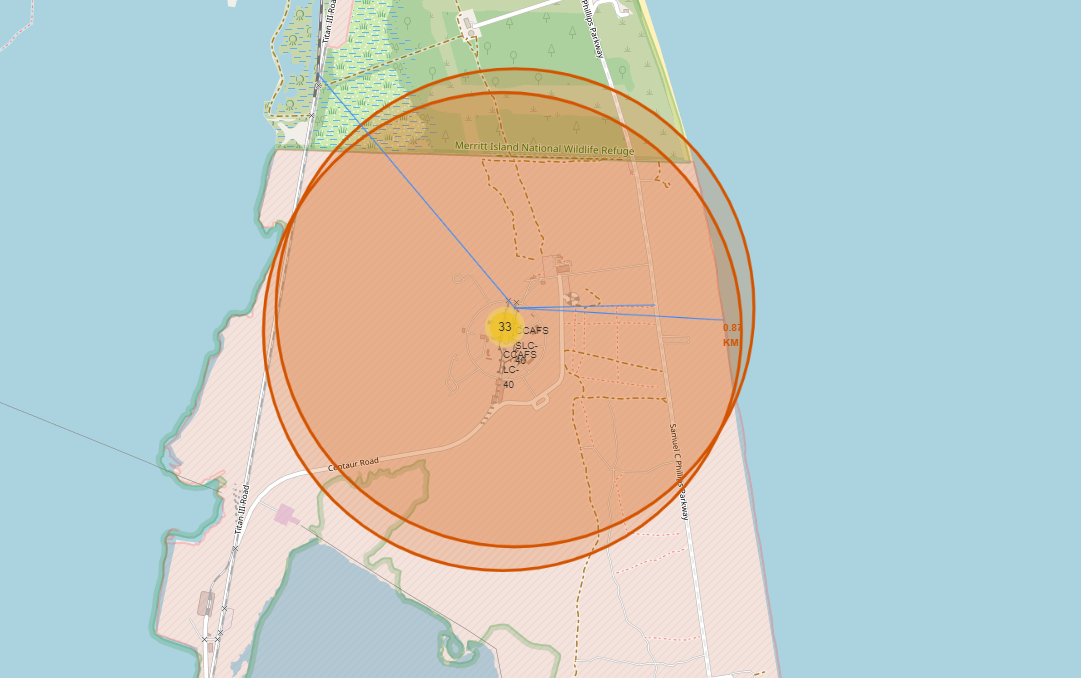 Titan III Road
Phillips Parkway
Merritt Island National Wildlife Refuge
33
CCAFS
SLC-
40
CCAFS
LC-
40
0.87
KM
Centaur Road
Samuel C Phillips Parkway
Titan III Road